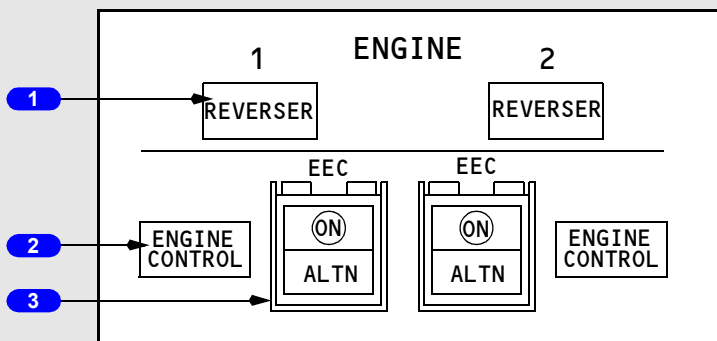 1 ENGINE 2
1 REVERSER REVERSER
EEC EEC
2 ENGINE CONTROL ON ON ENGINE CONTROL
ALTN ALTN
3